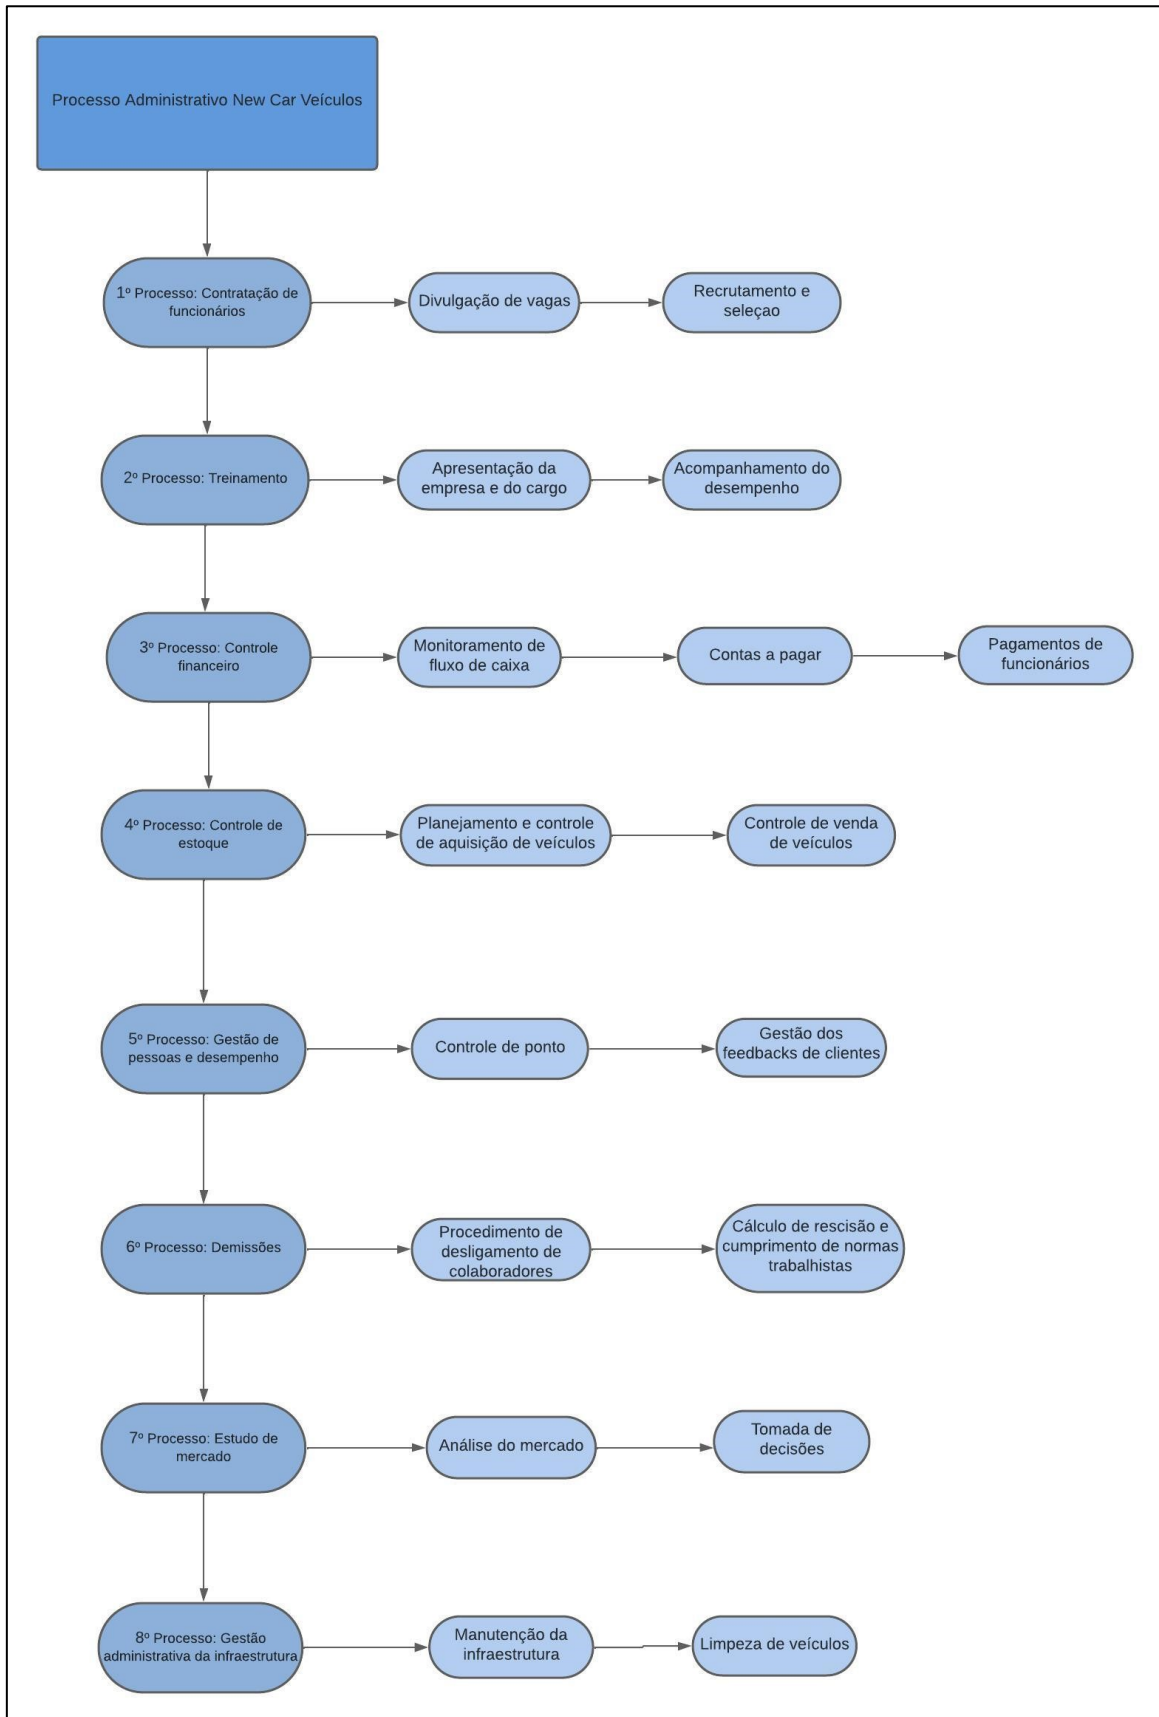 Processo Administrativo New Car Veículos
1º Processo: Contratação de
funcionários
Divulgação de vagas
Recrutamento e
seleçao
2º Processo: Treinamento
Apresentação da
empresa e do cargo
Acompanhamento do
desempenho
3º Processo: Controle
financeiro
Monitoramento de
fluxo de caixa
Contas a pagar
Pagamentos de
funcionários
4º Processo: Controle de
estoque
Planejamento e controle
de aquisição de veículos
Controle de venda
de veículos
5º Processo: Gestão de
pessoas e desempenho
Controle de ponto
Gestão dos
feedbacks de clientes
6º Processo: Demissões
Procedimento de
desligamento de
colaboradores
Cálculo de rescisão e
cumprimento de normas
trabalhistas
7º Processo: Estudo de
mercado
Análise do mercado
Tomada de
decisões
8º Processo: Gestão
administrativa da infraestrutura
Manutenção da
infraestrutura
Limpeza de veículos